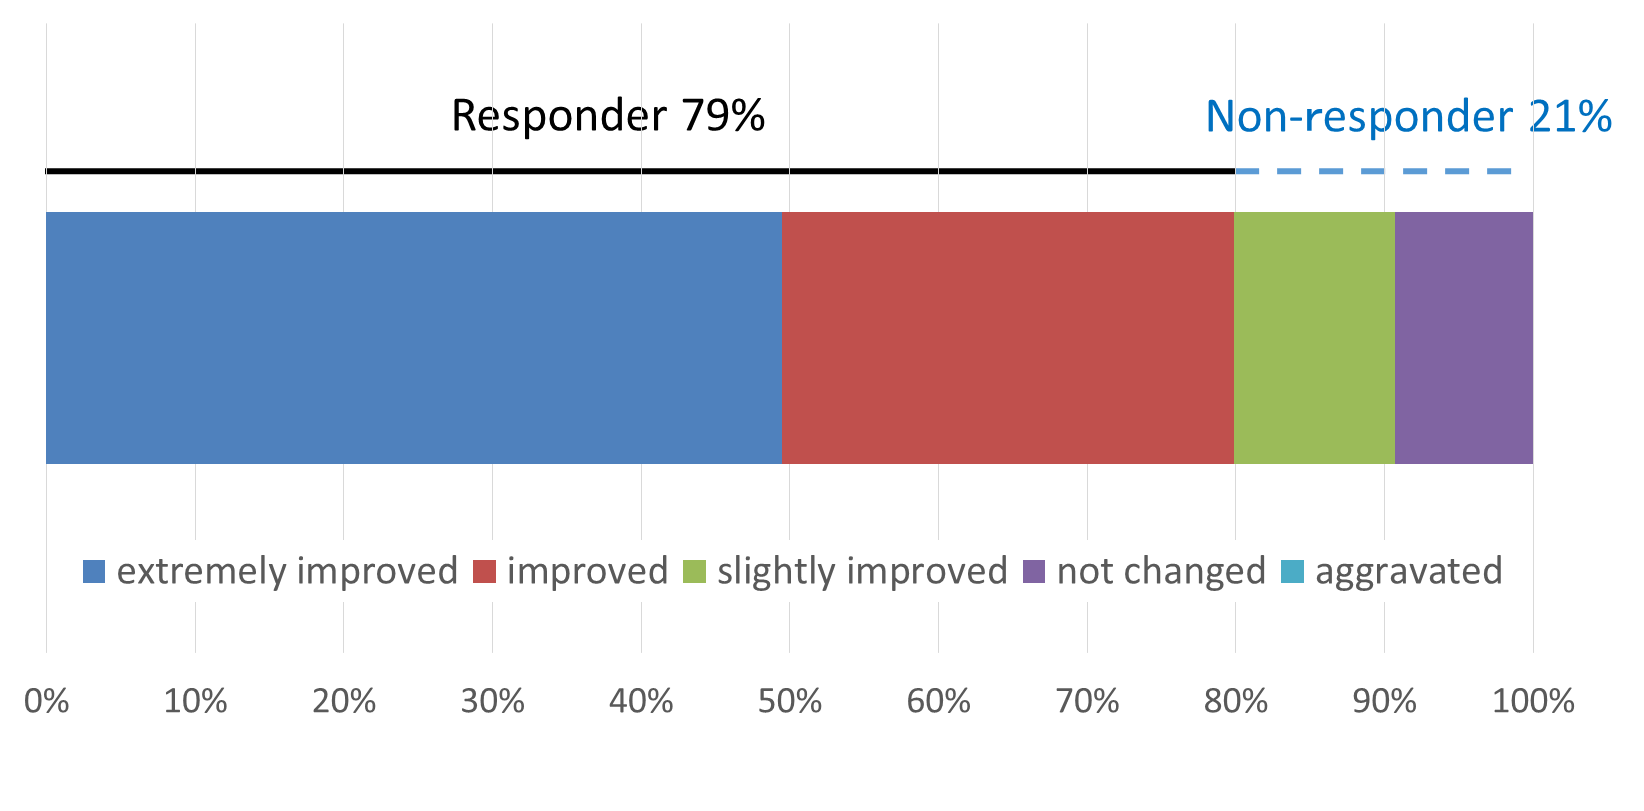 Responder 79% Non-responder 21%
extremely improved improved slightly improved not changed aggravated
0% 10% 20% 30% 40% 50% 60% 70% 80% 90% 100%